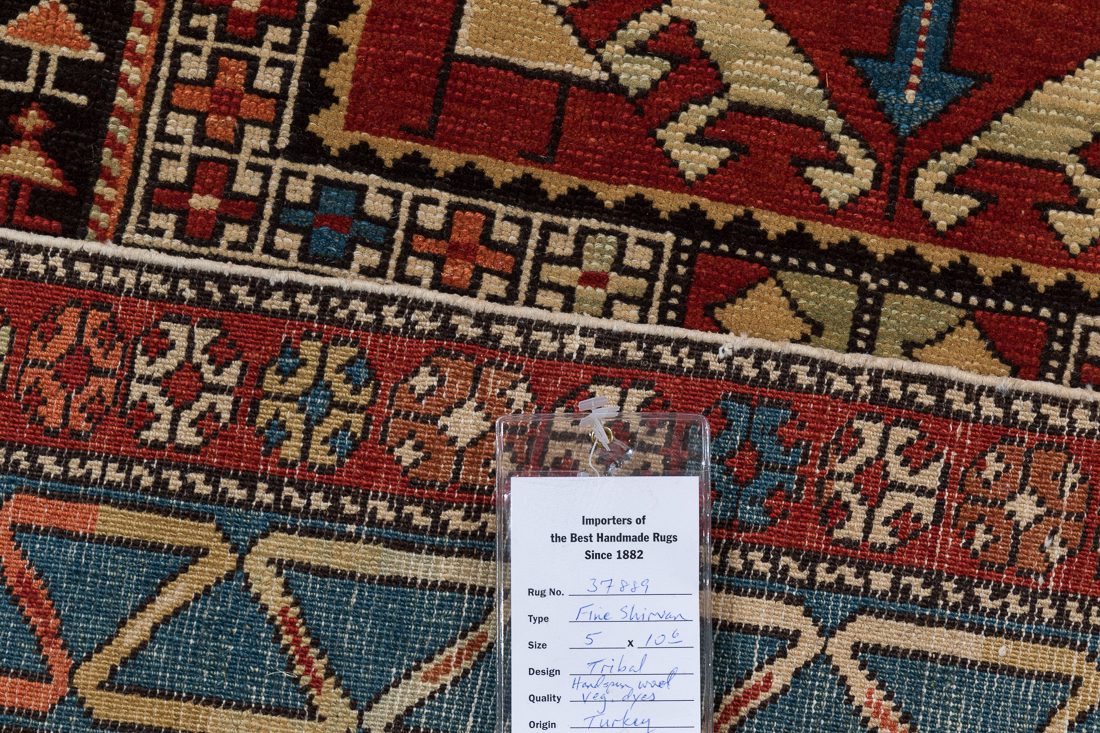 Importers of
the Best Handmade Rugs
Since 1882
Rug No. 37889
Type Fine Shirvan
Size 5 x 10 6
Design Tribal
Handspun wool
Quality Veg. dyes
Origin Turkey